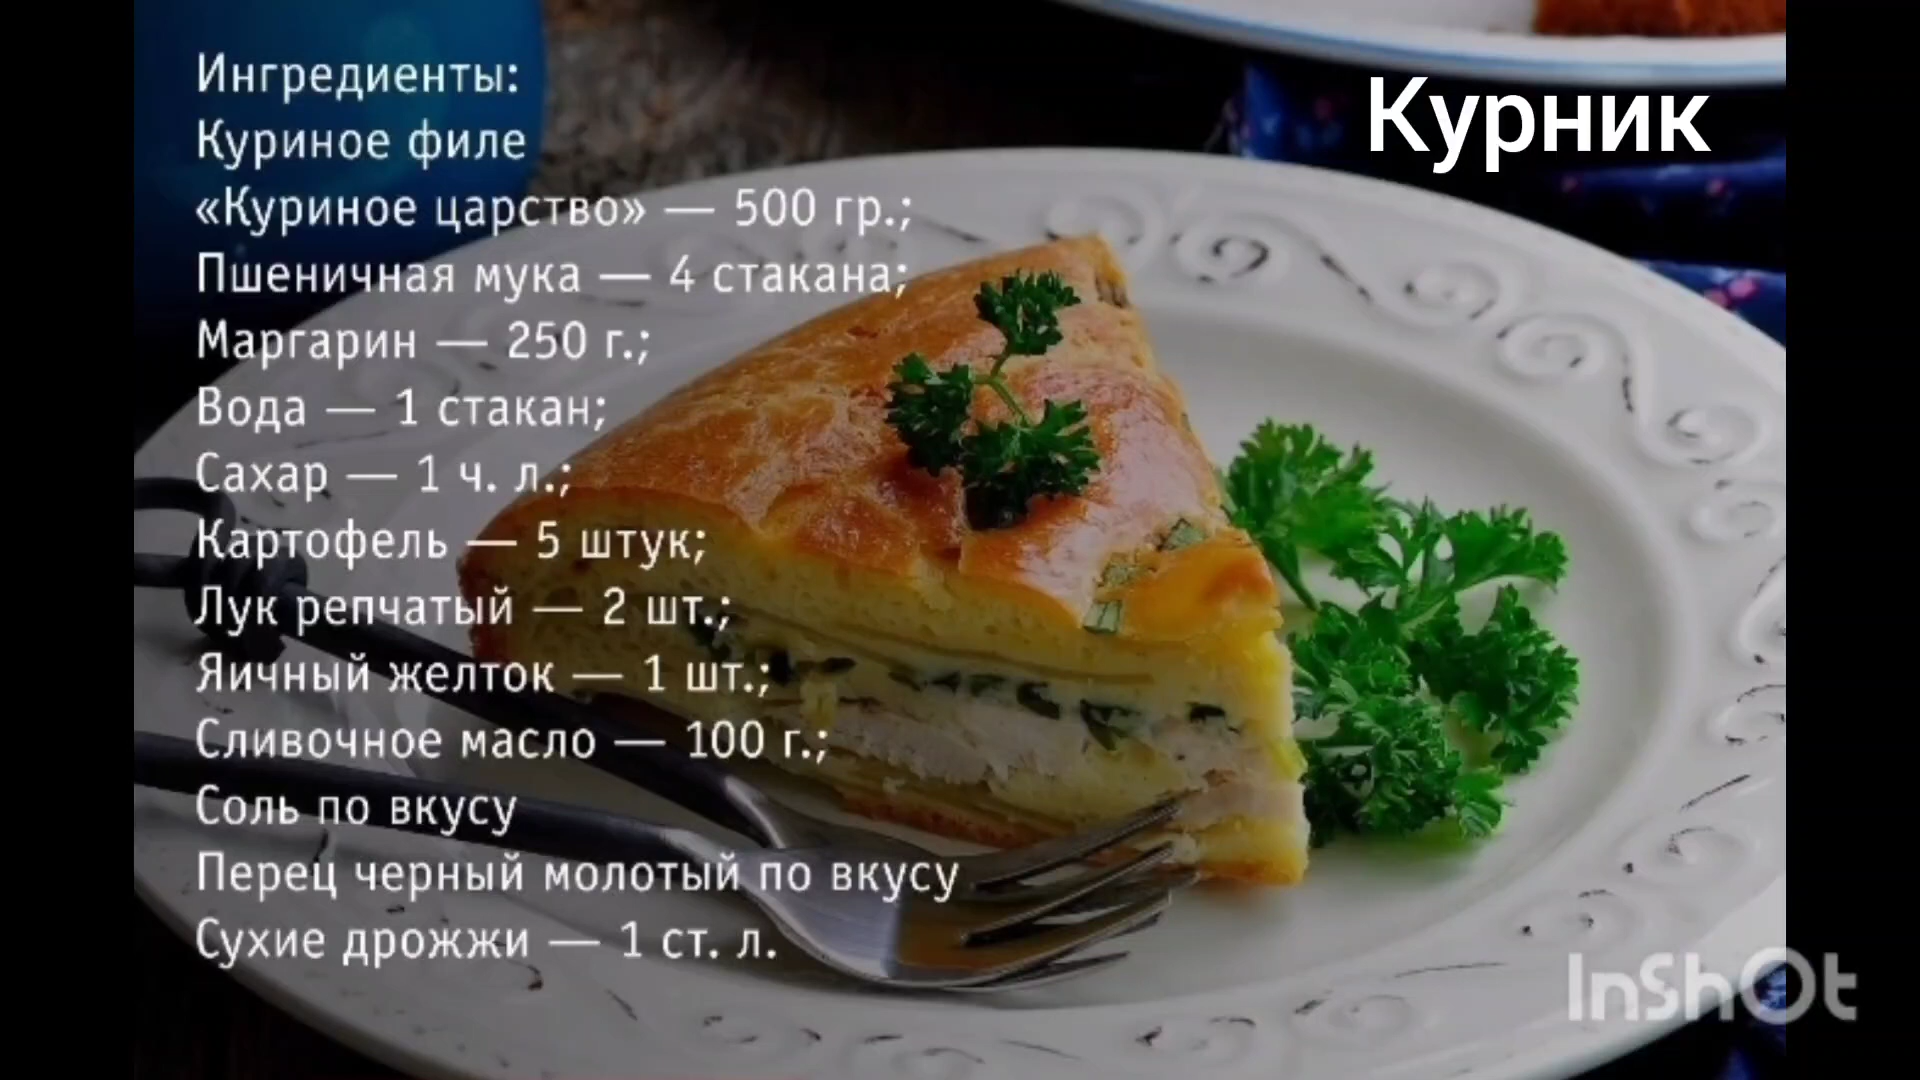 Ингредиенты:
Куриное филе
«Куриное царство» — 500 гр.;
Пшеничная мука — 4 стакана;
Маргарин — 250 г.;
Вода — 1 стакан;
Сахар — 1 ч. л.;
Картофель — 5 штук;
Лук репчатый — 2 шт.;
Яичный желток — 1 шт.;
Сливочное масло — 100 г.;
Соль по вкусу
Перец черный молотый по вкусу
Сухие дрожжи — 1 ст. л.
Курник
InShOt